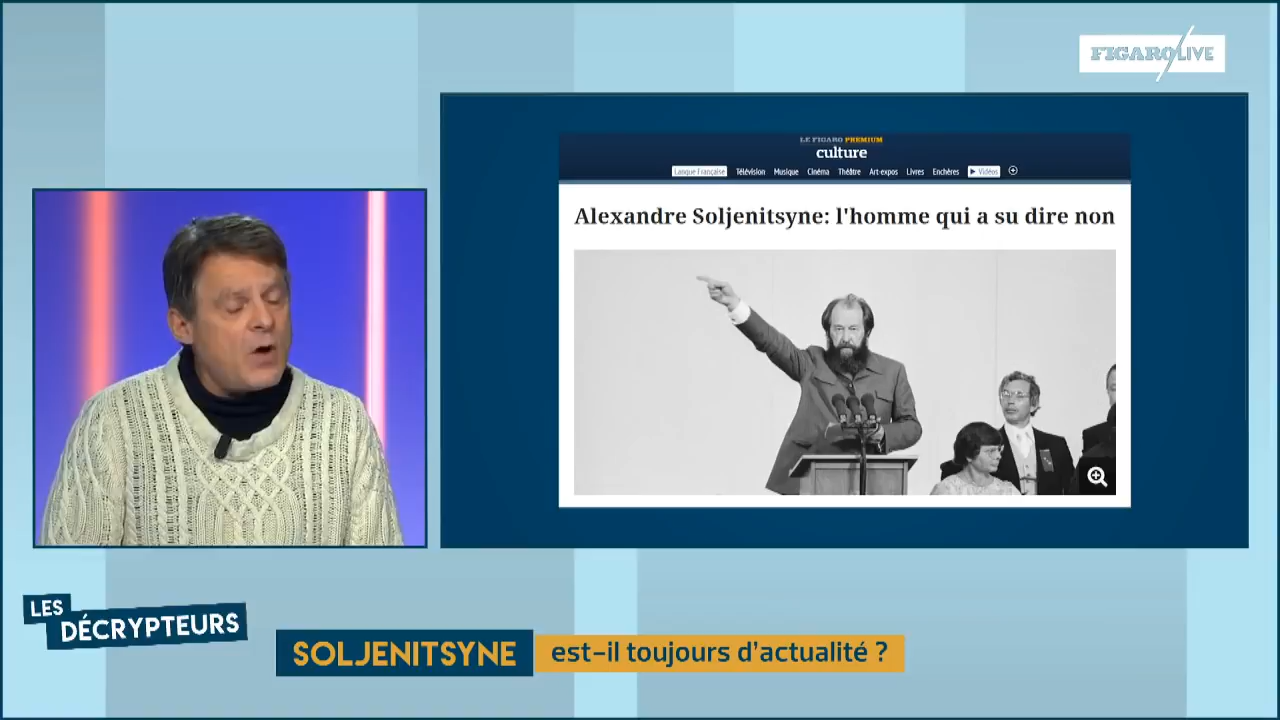 FIGARO LIVE
LE FIGARO PREMIUM
culture
Langue Française Télévision Musique Cinéma Théâtre Art-expos Livres Enchères Vidéos
Alexandre Soljenitsyne: l'homme qui a su dire non
LES
DÉCRYPTEURS
SOLJENITSYNE est-il toujours d'actualité ?